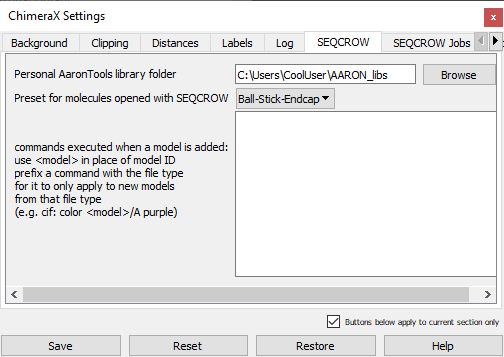 ChimeraX Settings
x
Background Clipping Distances Labels Log SEQCROW SEQCROW Jobs
Personal AaronTools library folder C:\Users\CoolUser\AARON_libs Browse
Preset for molecules opened with SEQCROW Ball-Stick-Endcap
commands executed when a model is added:
use <model> in place of model ID
prefix a command with the file type
for it to only apply to new models
from that file type
(e.g. cif: color <model>/A purple)
Buttons below apply to current section only
Save Reset Restore Help